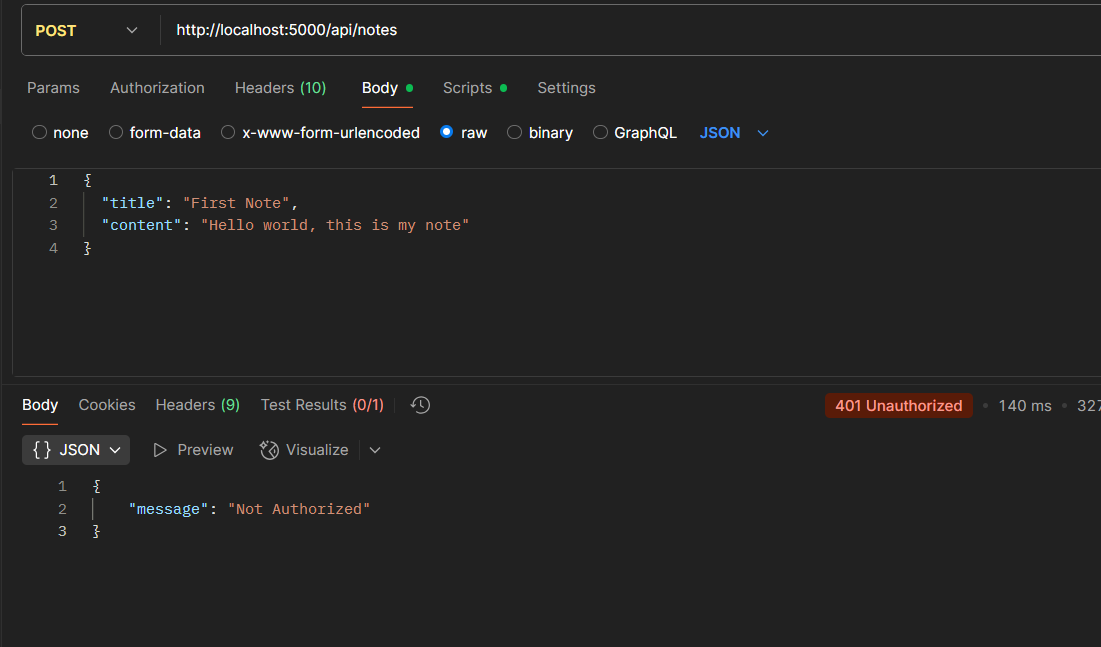 POST http://localhost:5000/api/notes
Params Authorization Headers (10) Body Scripts Settings
none form-data x-www-form-urlencoded raw binary GraphQL JSON
1 {
2 "title": "First Note",
3 "content": "Hello world, this is my note"
4 }
Body Cookies Headers (9) Test Results (0/1) 401 Unauthorized • 140 ms • 327
{} JSON Preview Visualize
1 {
2 "message": "Not Authorized"
3 }